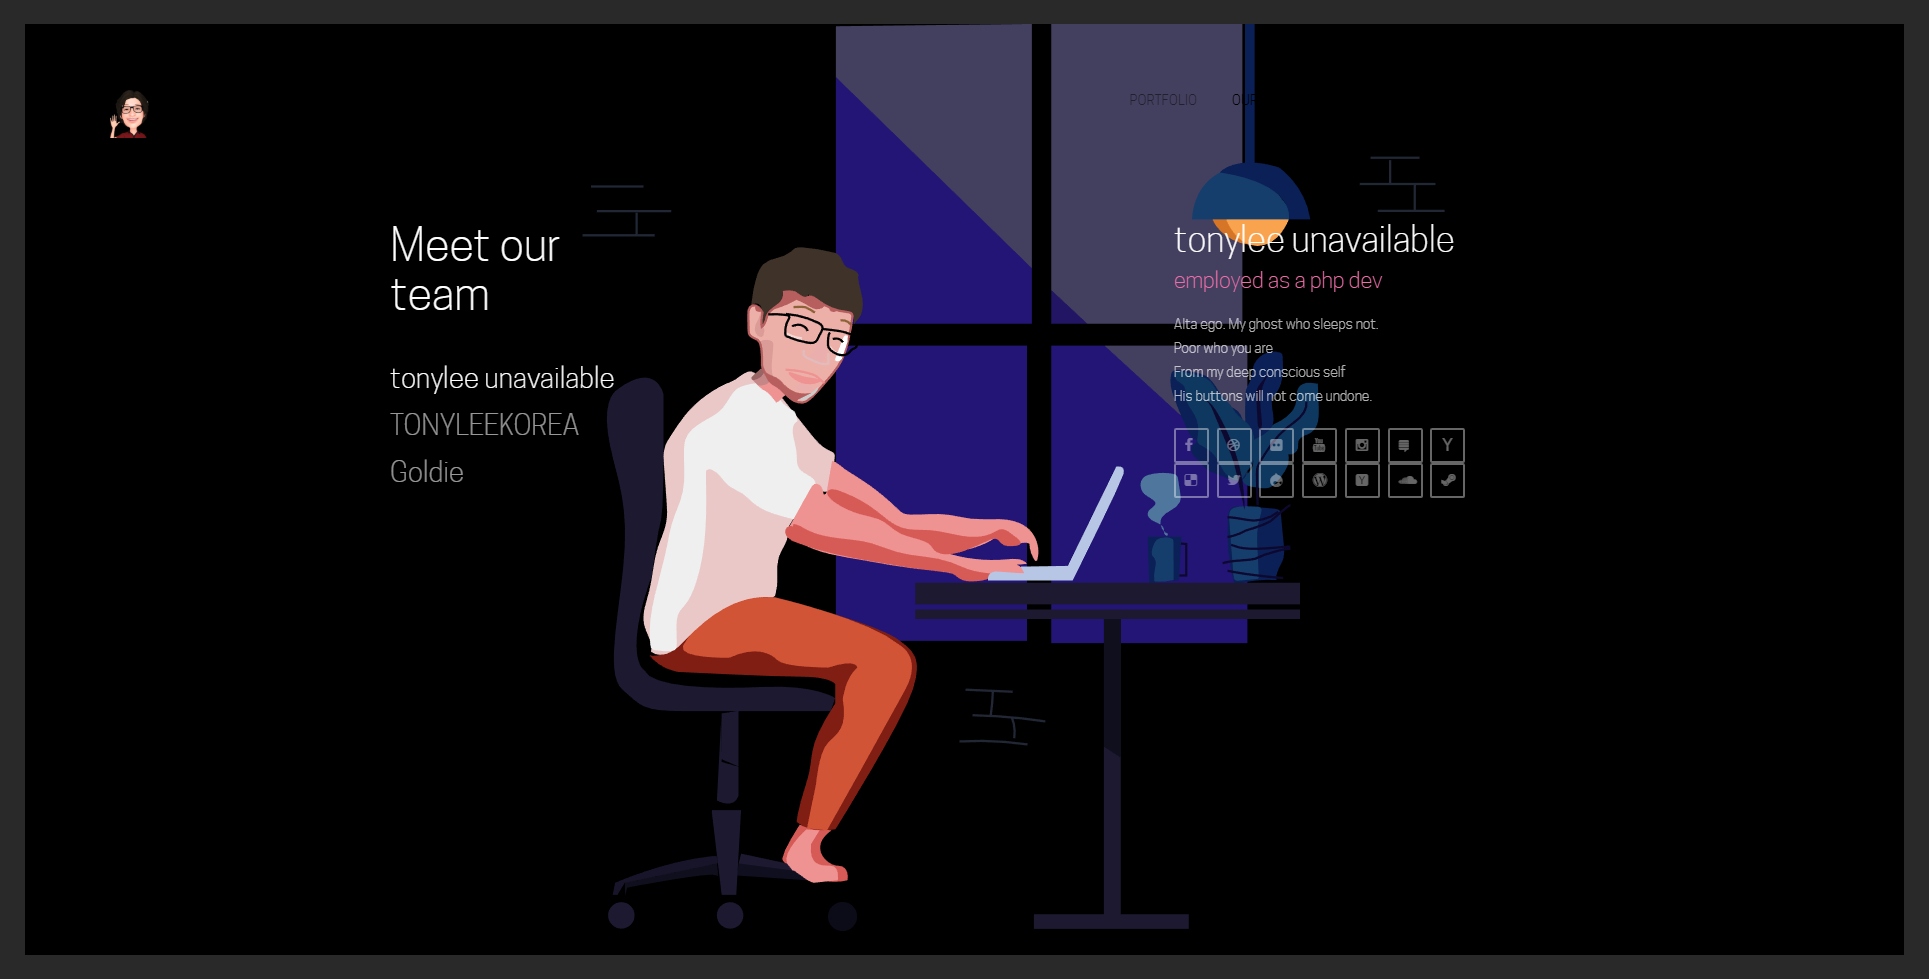 PORTFOLIO OUR
Meet our
team
tonylee unavailable
TONYLEEKOREA
Goldie
tonylee unavailable
employed as a php dev
Alta ego. My ghost who sleeps not.
Poor who you are
From my deep conscious self
His buttons will not come undone.